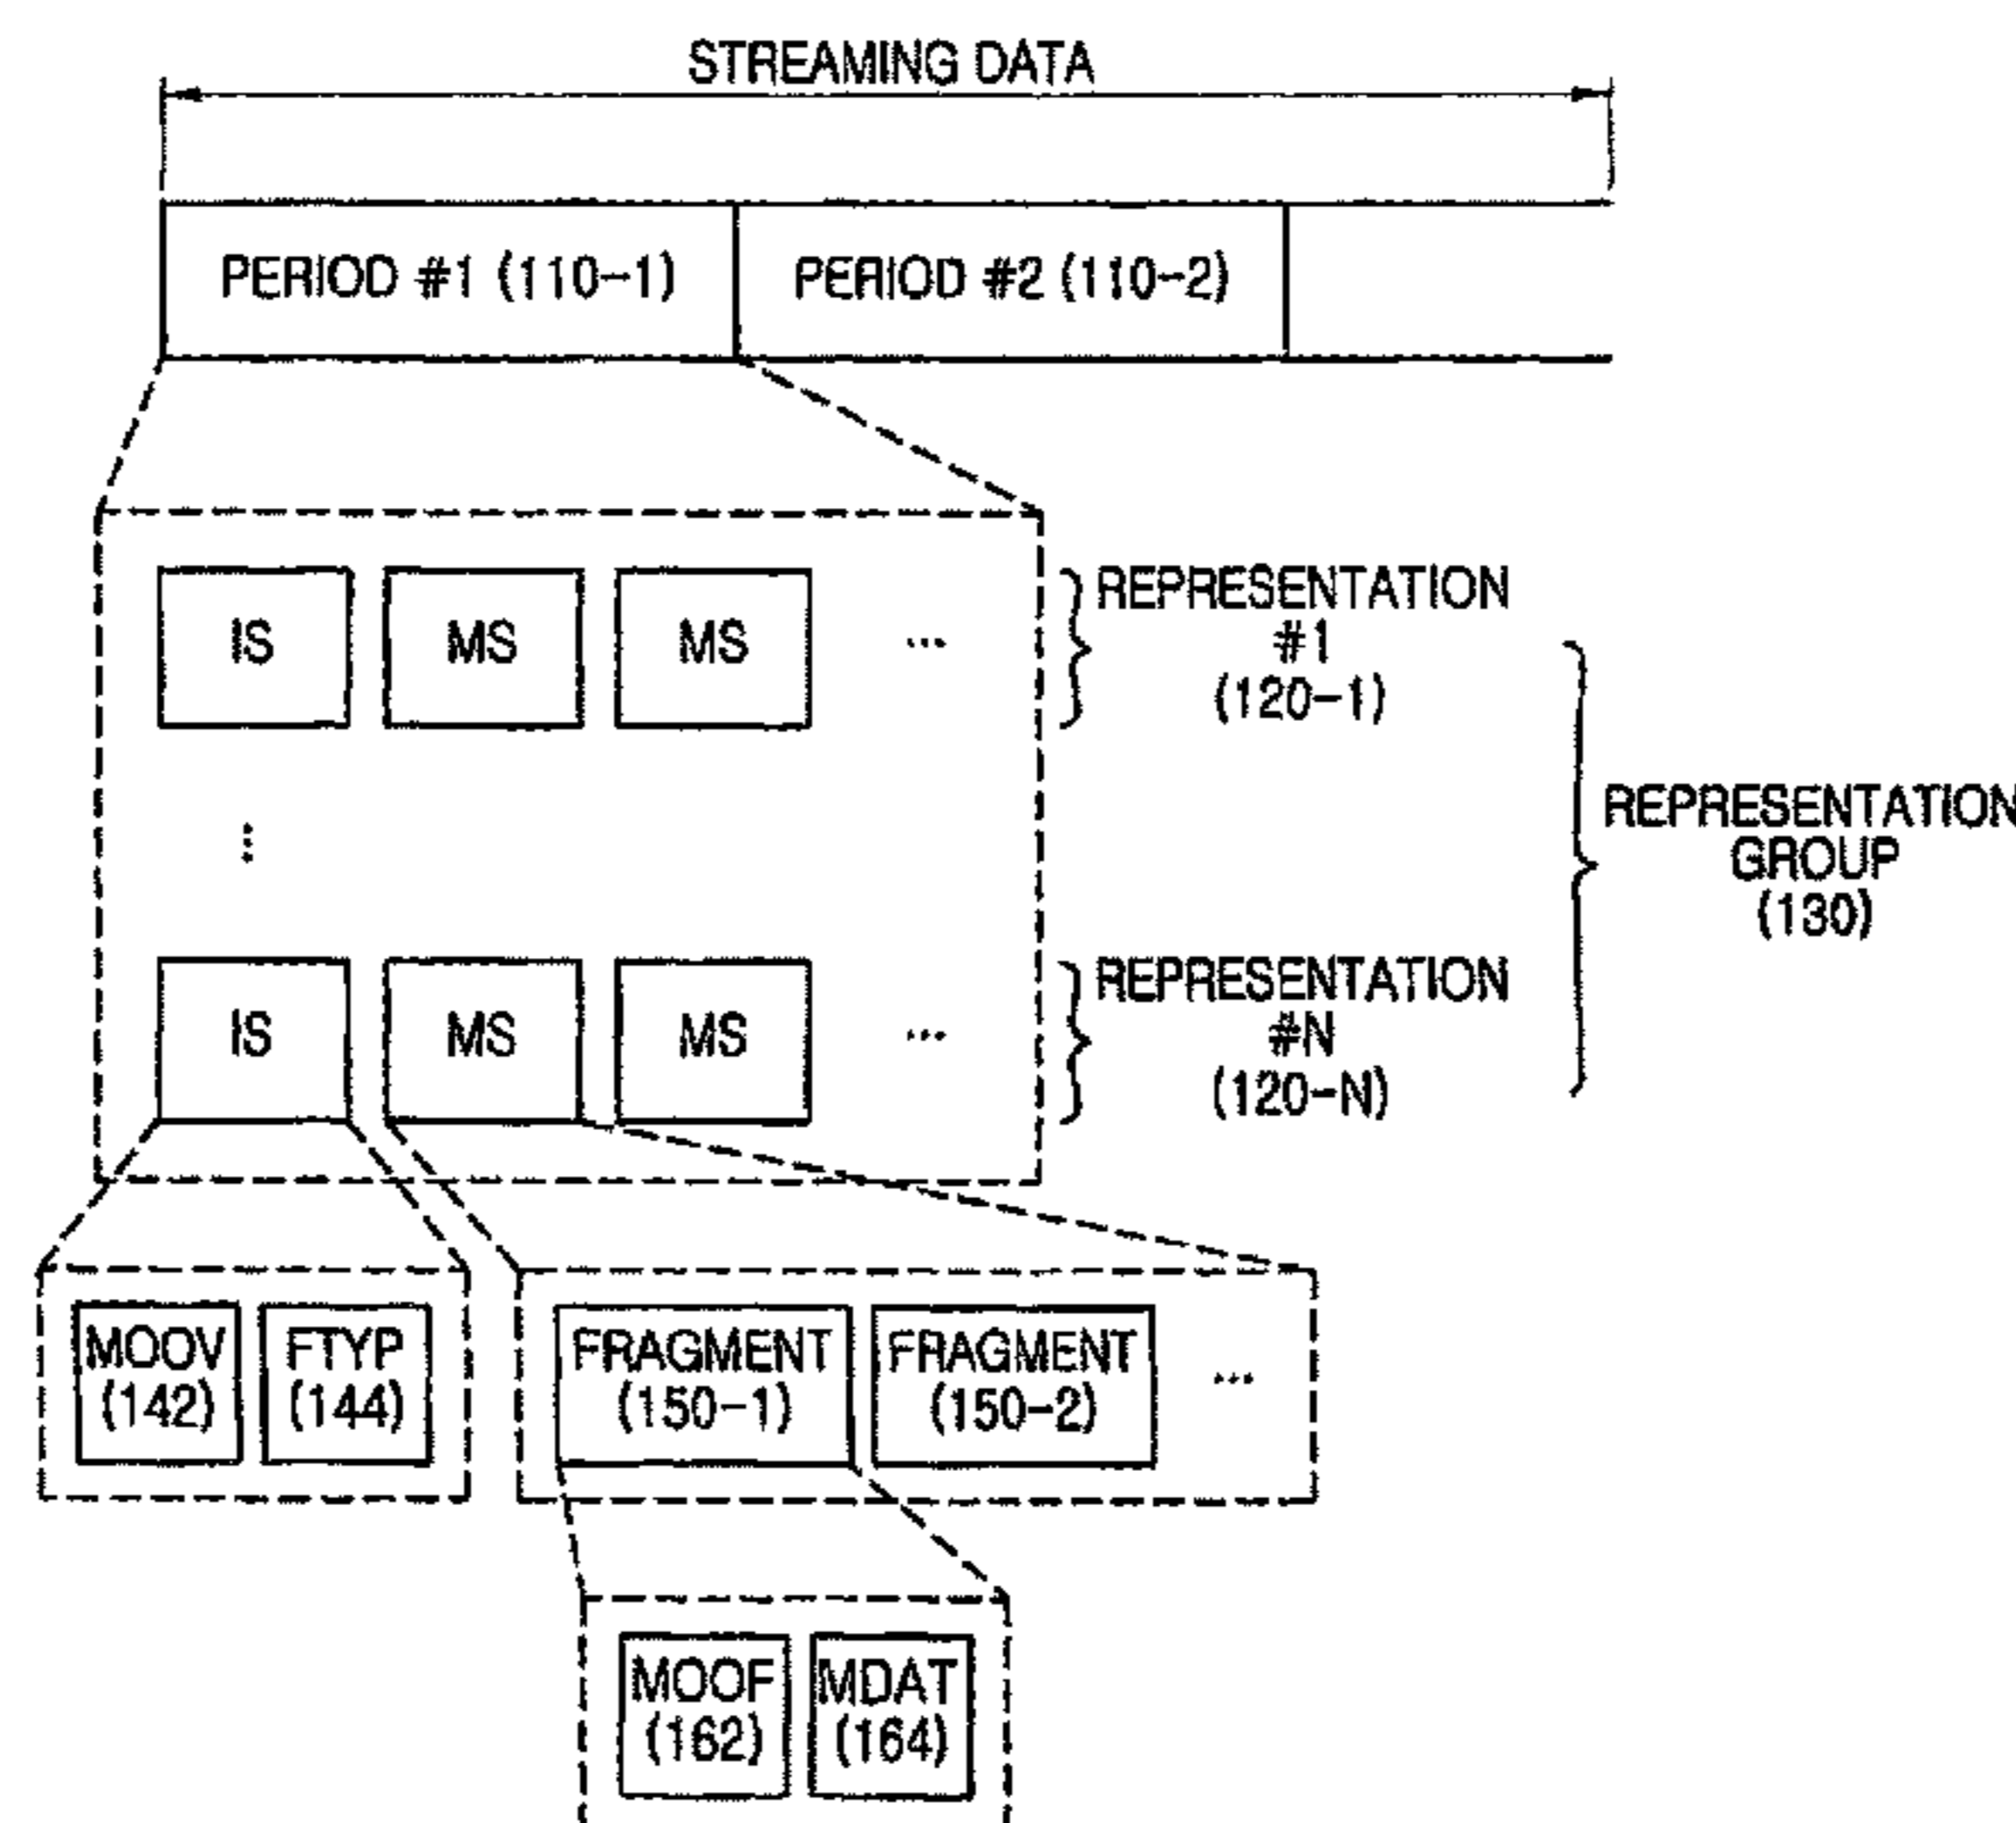 STREAMING DATA
PERIOD #1 (110-1)
PERIOD #2 (110-2)
IS
MS
MS
...
REPRESENTATION
#1
(120-1)
...
REPRESENTATION
GROUP
(130)
IS
MS
MS
...
REPRESENTATION
#N
(120-N)
MOOV
(142)
FTYP
(144)
FRAGMENT
(150-1)
FRAGMENT
(150-2)
...
MOOF
(162)
MDAT
(164)